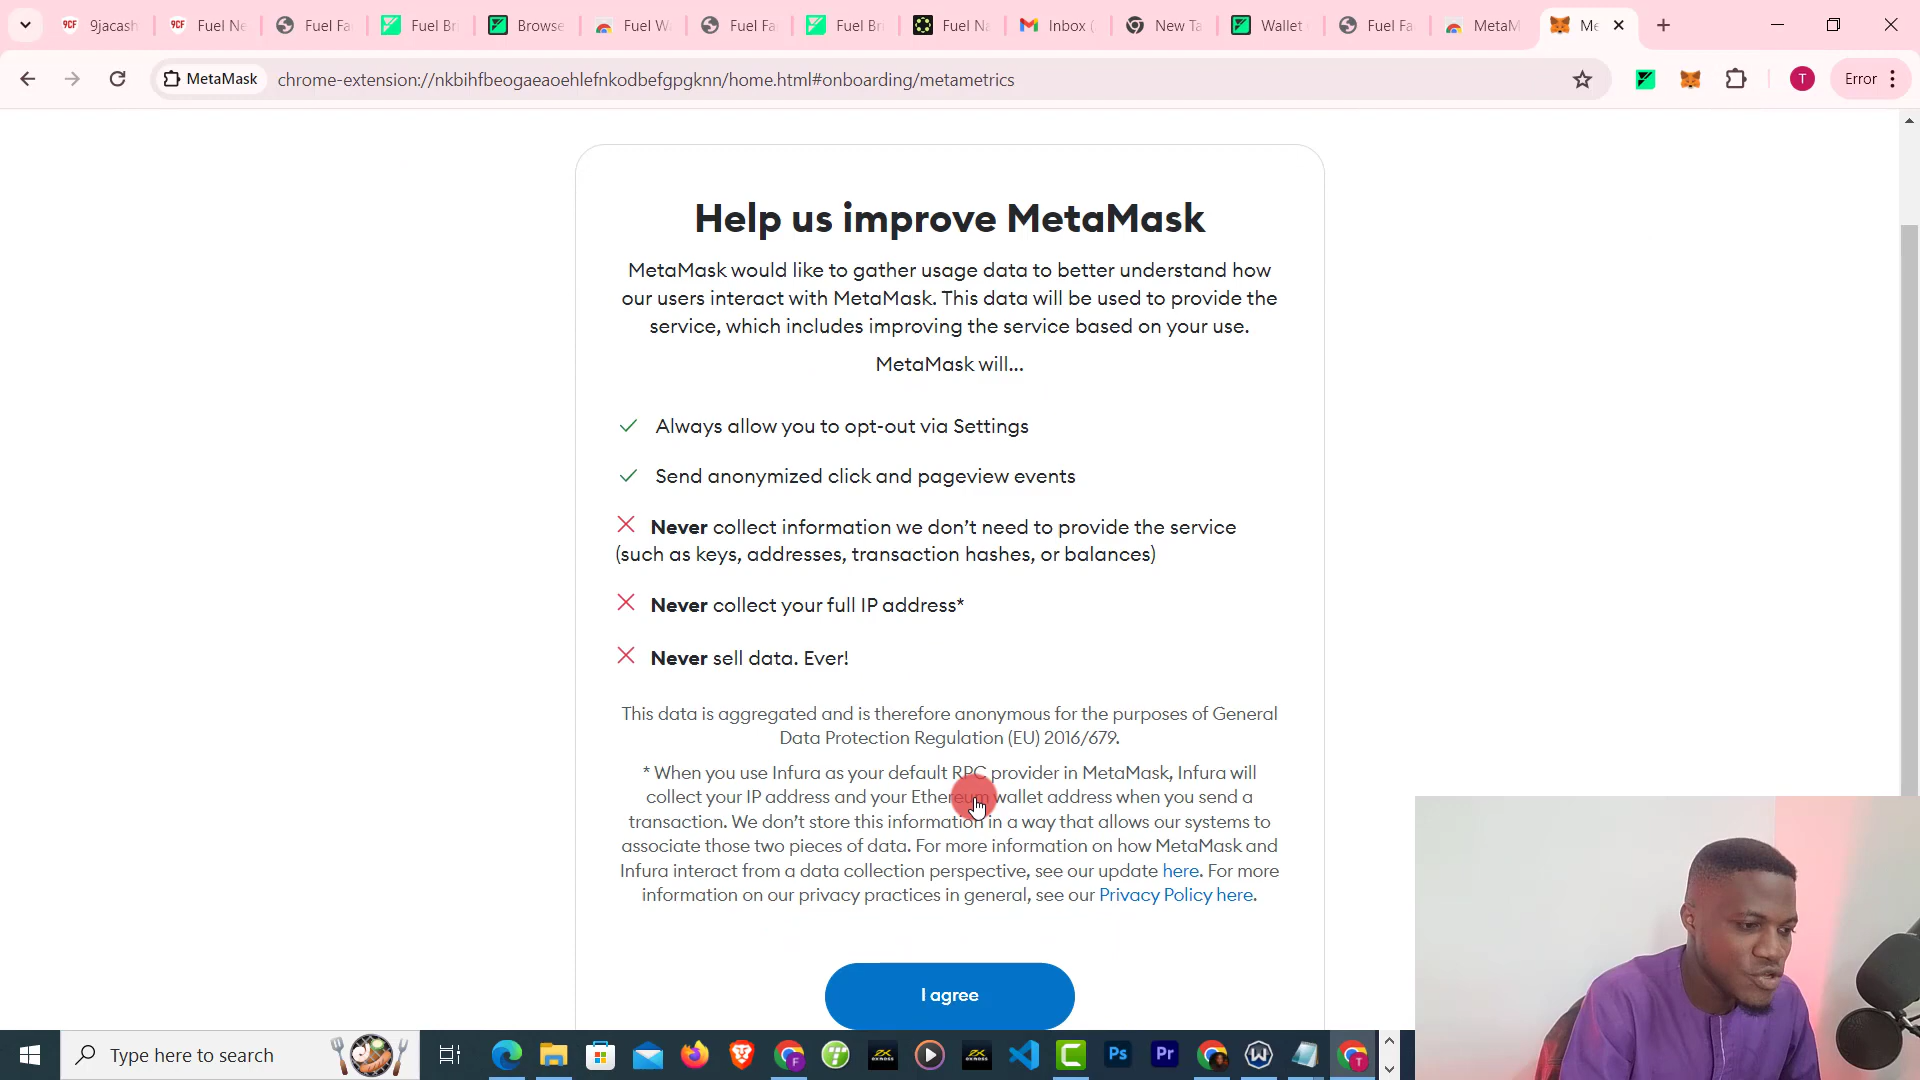 9jacash
Fuel Ne
Fuel Fa
Fuel Bri
Browse
Fuel W
Fuel Fa
Fuel Bri
Fuel Na
Inbox (
New Ta
Wallet
Fuel Fa
MetaM
Me
MetaMask
chrome-extension://nkbihfbeogaeaoehlefnkodbefgpgknn/home.html#onboarding/metametrics
T
Error
Help us improve MetaMask
MetaMask would like to gather usage data to better understand how
our users interact with MetaMask. This data will be used to provide the
service, which includes improving the service based on your use.
MetaMask will...
Always allow you to opt-out via Settings
Send anonymized click and pageview events
Never collect information we don’t need to provide the service
(such as keys, addresses, transaction hashes, or balances)
Never collect your full IP address*
Never sell data. Ever!
This data is aggregated and is therefore anonymous for the purposes of General
Data Protection Regulation (EU) 2016/679.
* When you use Infura as your default RPC provider in MetaMask, Infura will
collect your IP address and your Ethereum wallet address when you send a
transaction. We don’t store this information in a way that allows our systems to
associate those two pieces of data. For more information on how MetaMask and
Infura interact from a data collection perspective, see our update here. For more
information on our privacy practices in general, see our Privacy Policy here.
I agree
Type here to search
Ps
Pr